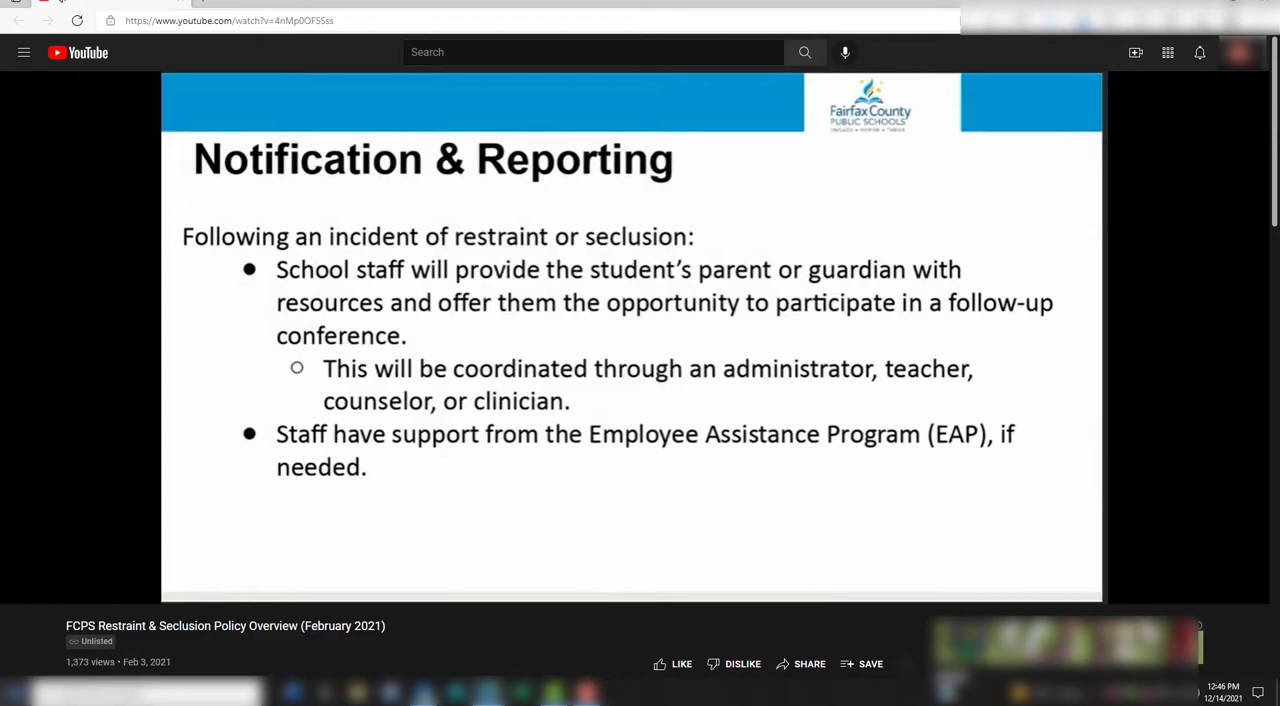 https://www.youtube.com/watch?v=4nMp0OF5Sss
YouTube
Search
Fairfax County
PUBLIC SCHOOLS
ENGAGE • INSPIRE • THRIVE
Notification & Reporting
Following an incident of restraint or seclusion:
● School staff will provide the student's parent or guardian with
resources and offer them the opportunity to participate in a follow-up
conference.
○ This will be coordinated through an administrator, teacher,
counselor, or clinician.
● Staff have support from the Employee Assistance Program (EAP), if
needed.
FCPS Restraint & Seclusion Policy Overview (February 2021)
Unlisted
1,373 views • Feb 3, 2021
LIKE DISLIKE SHARE SAVE
12:46 PM
12/14/2021